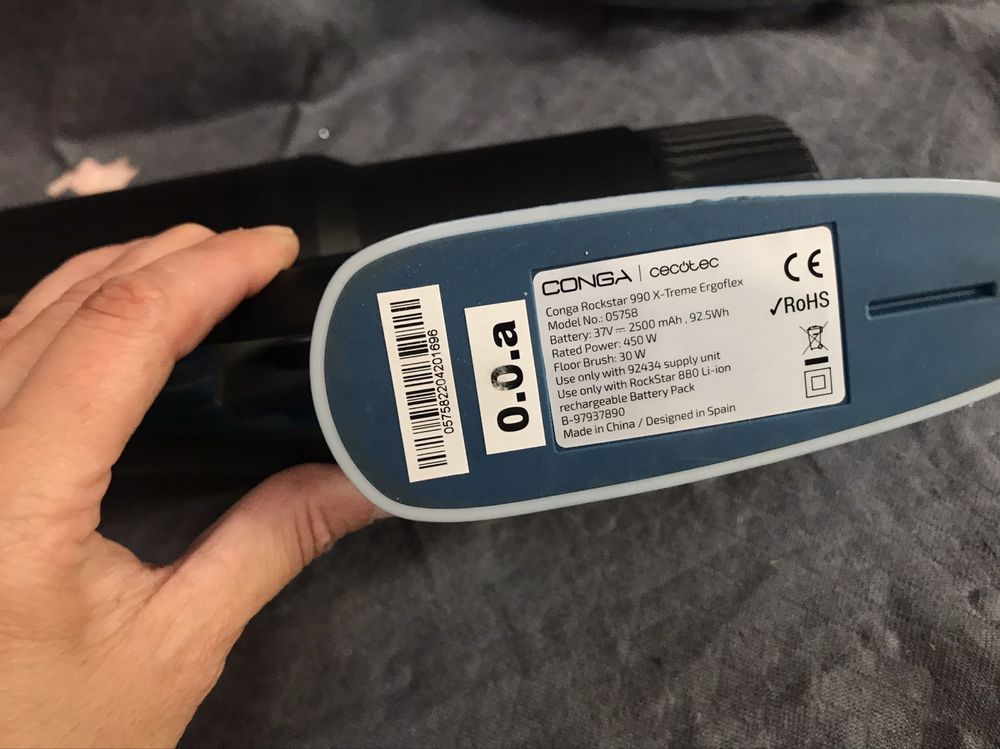 057582204201696
0.0.a
CONGA | cecotec
Conga Rockstar 990 X-Treme Ergoflex
Model No.: 05758
Battery: 37V ⎓ 2500 mAh , 92.5Wh
Rated Power: 450 W
Floor Brush: 30 W
Use only with 92434 supply unit
Use only with RockStar 880 Li-ion
rechargeable Battery Pack
B-97937890
Made in China / Designed in Spain
CE
✓RoHS